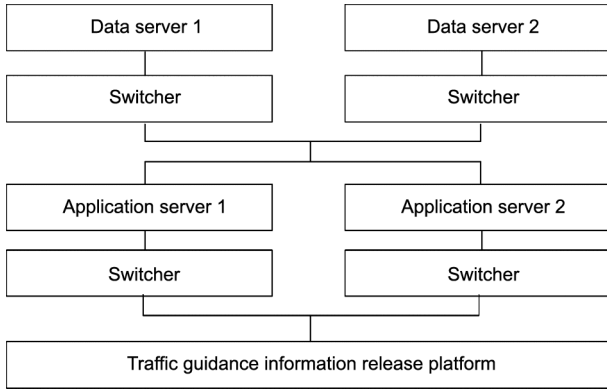 Data server 1
Data server 2
Switcher
Switcher
Application server 1
Application server 2
Switcher
Switcher
Traffic guidance information release platform